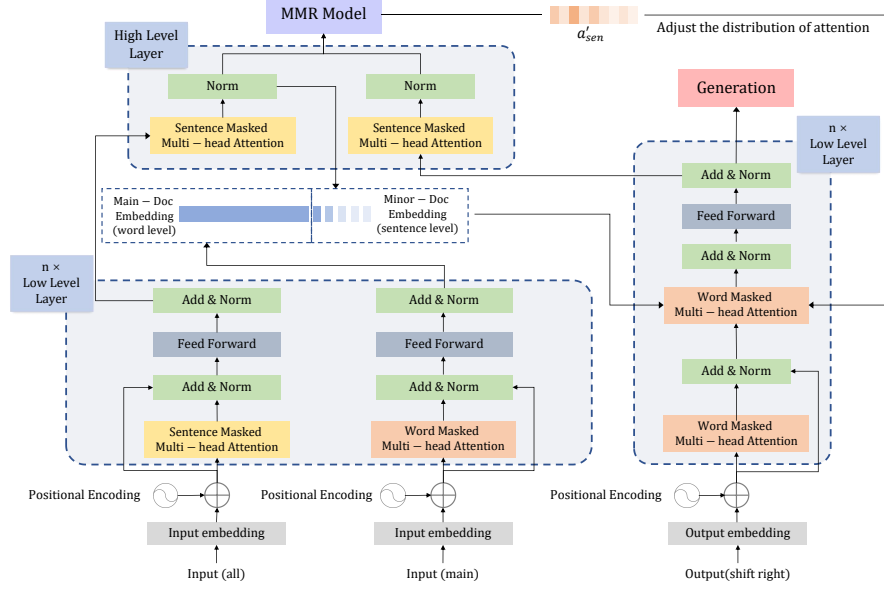 MMR Model
a′sen
Adjust the distribution of attention
High Level
Layer
Norm
Norm
Sentence Masked
Multi − head Attention
Sentence Masked
Multi − head Attention
Generation
n ×
Low Level
Layer
Add & Norm
Feed Forward
Add & Norm
Word Masked
Multi − head Attention
Add & Norm
Word Masked
Multi − head Attention
Main − Doc
Embedding
(word level)
Minor − Doc
Embedding
(sentence level)
n ×
Low Level
Layer
Add & Norm
Add & Norm
Feed Forward
Feed Forward
Add & Norm
Add & Norm
Sentence Masked
Multi − head Attention
Word Masked
Multi − head Attention
Positional Encoding
Positional Encoding
Positional Encoding
Input embedding
Input embedding
Output embedding
Input (all)
Input (main)
Output(shift right)